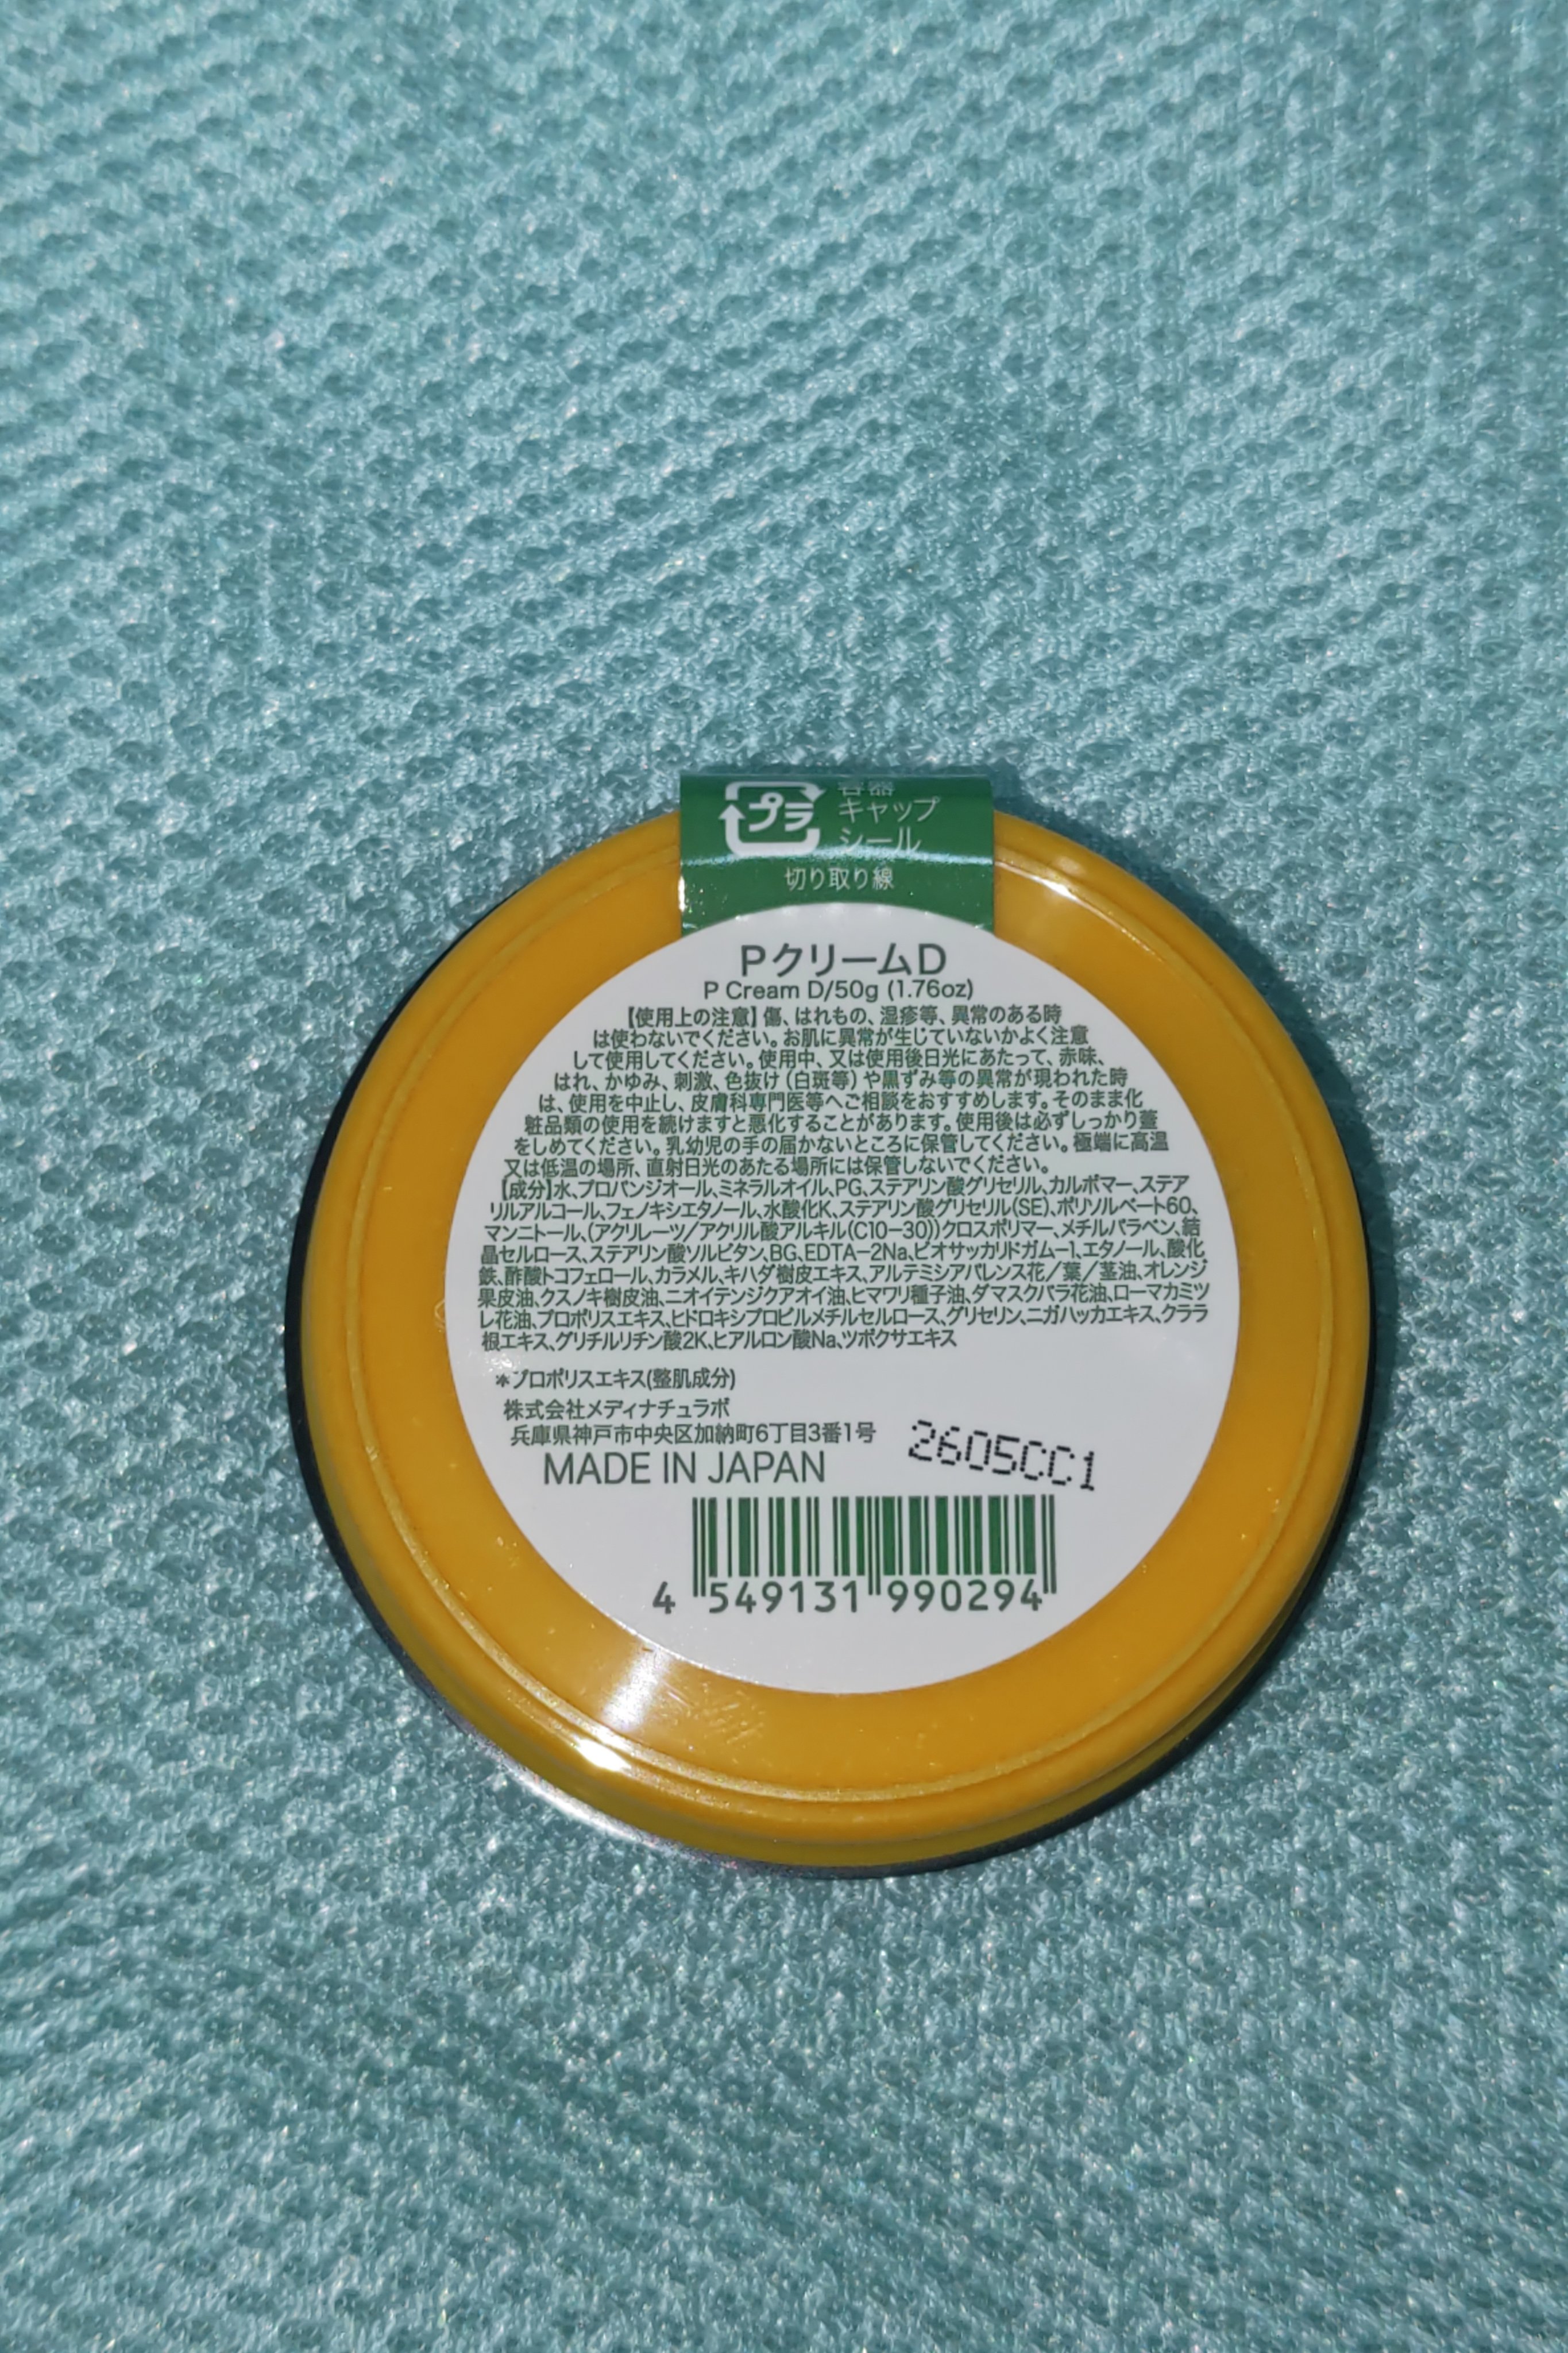 プラ
容器
キャップ
シール
切り取り線
PクリームD
P Cream D/50g (1.76oz)
【使用上の注意】傷、はれもの、湿疹等、異常のある時
は使わないでください。お肌に異常が生じていないかよく注意
して使用してください。使用中、又は使用後日光にあたって、赤味、
はれ、かゆみ、刺激、色抜け(白斑等)や黒ずみ等の異常が現われた時
は、使用を中止し、皮膚科専門医等へご相談をおすすめします。そのまま化
粧品類の使用を続けますと悪化することがあります。使用後は必ずしっかり蓋
をしめてください。乳幼児の手の届かないところに保管してください。極端に高温
又は低温の場所、直射日光のあたる場所には保管しないでください。
【成分】水、プロパンジオール、ミネラルオイル、PG、ステアリン酸グリセリル、カルボマー、ステア
リルアルコール、フェノキシエタノール、水酸化K、ステアリン酸グリセリル(SE)、ポリソルベート60、
マンニトール、(アクリレーツ/アクリル酸アルキル(C10-30))クロスポリマー、メチルパラベン、結
晶セルロース、ステアリン酸ソルビタン、BG、EDTA-2Na、ビオサッカリドガム-1、エタノール、酸化
鉄、酢酸トコフェロール、カラメル、キハダ樹皮エキス、アルテミシアパレンス花/葉/茎油、オレンジ
果皮油、クスノキ樹皮油、ニオイテンジクアオイ油、ヒマワリ種子油、ダマスクバラ花油、ローマカミツ
レ花油、プロポリスエキス、ヒドロキシプロピルメチルセルロース、グリセリン、ニガハッカエキス、クララ
根エキス、グリチルリチン酸2K、ヒアルロン酸Na、ツボクサエキス
*プロポリスエキス(整肌成分)
株式会社メディナチュラボ
兵庫県神戸市中央区加納町6丁目3番1号
MADE IN JAPAN
2605CC1
4 549131 990294